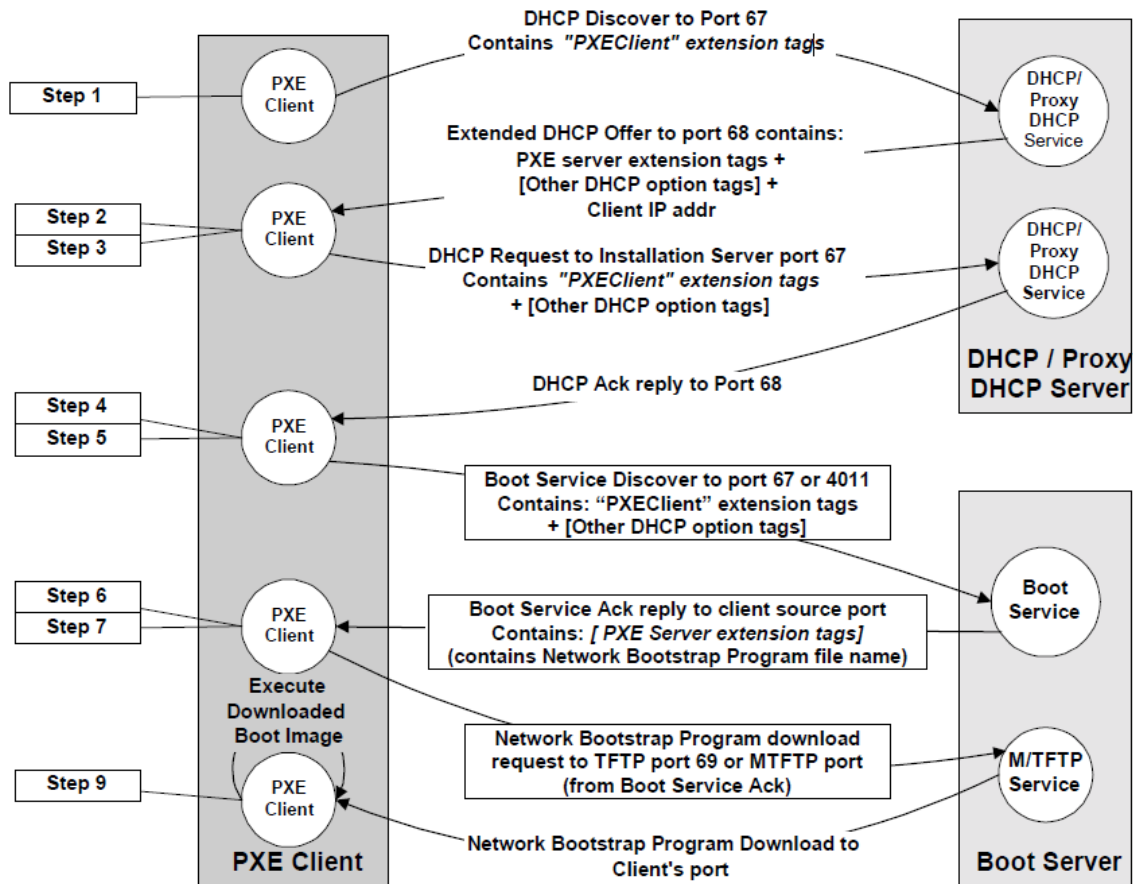 DHCP Discover to Port 67
Contains "PXEClient" extension tags
Step 1
PXE
Client
DHCP/
Proxy
DHCP
Service
Extended DHCP Offer to port 68 contains:
PXE server extension tags +
[Other DHCP option tags] +
Client IP addr
Step 2
Step 3
PXE
Client
DHCP Request to Installation Server port 67
Contains "PXEClient" extension tags
+ [Other DHCP option tags]
DHCP/
Proxy
DHCP
Service
DHCP / Proxy
DHCP Server
DHCP Ack reply to Port 68
Step 4
Step 5
PXE
Client
Boot Service Discover to port 67 or 4011
Contains: “PXEClient” extension tags
+ [Other DHCP option tags]
Boot
Service
Step 6
Step 7
PXE
Client
Boot Service Ack reply to client source port
Contains: [ PXE Server extension tags]
(contains Network Bootstrap Program file name)
Execute
Downloaded
Boot Image
Network Bootstrap Program download
request to TFTP port 69 or MTFTP port
(from Boot Service Ack)
M/TFTP
Service
Step 9
PXE
Client
Network Bootstrap Program Download to
Client's port
PXE Client
Boot Server